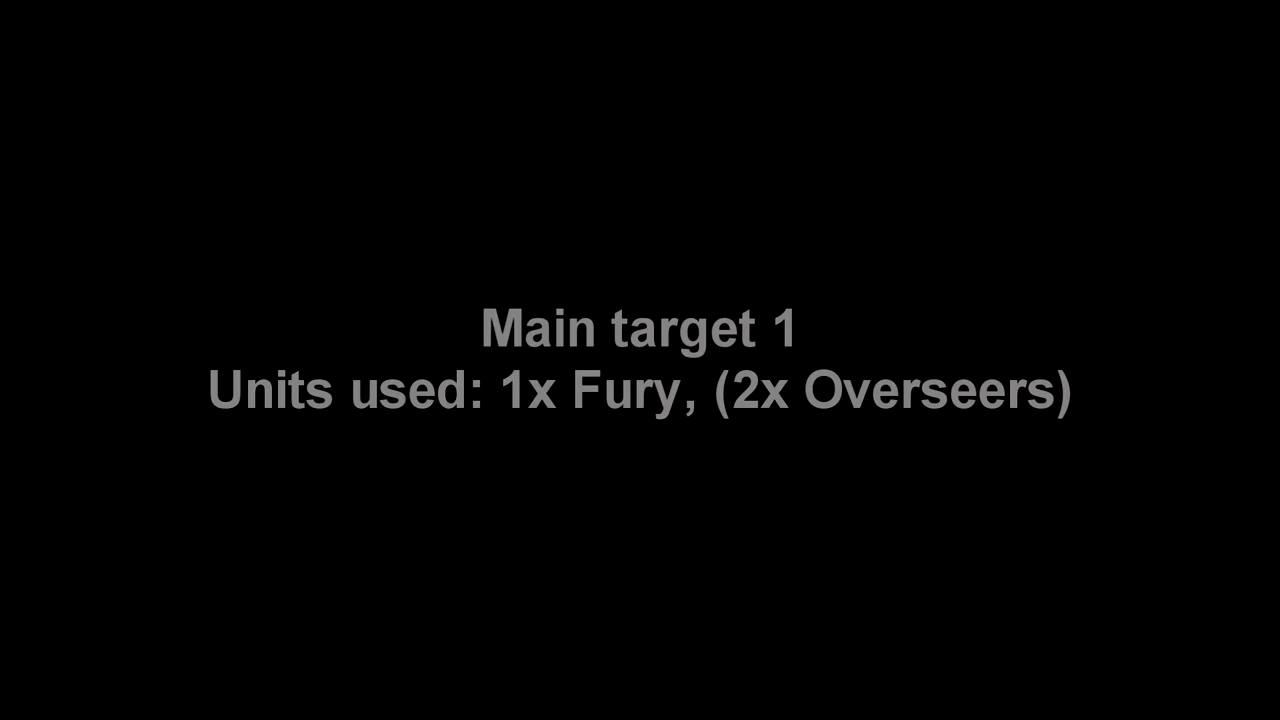 Main target 1
Units used: 1x Fury, (2x Overseers)